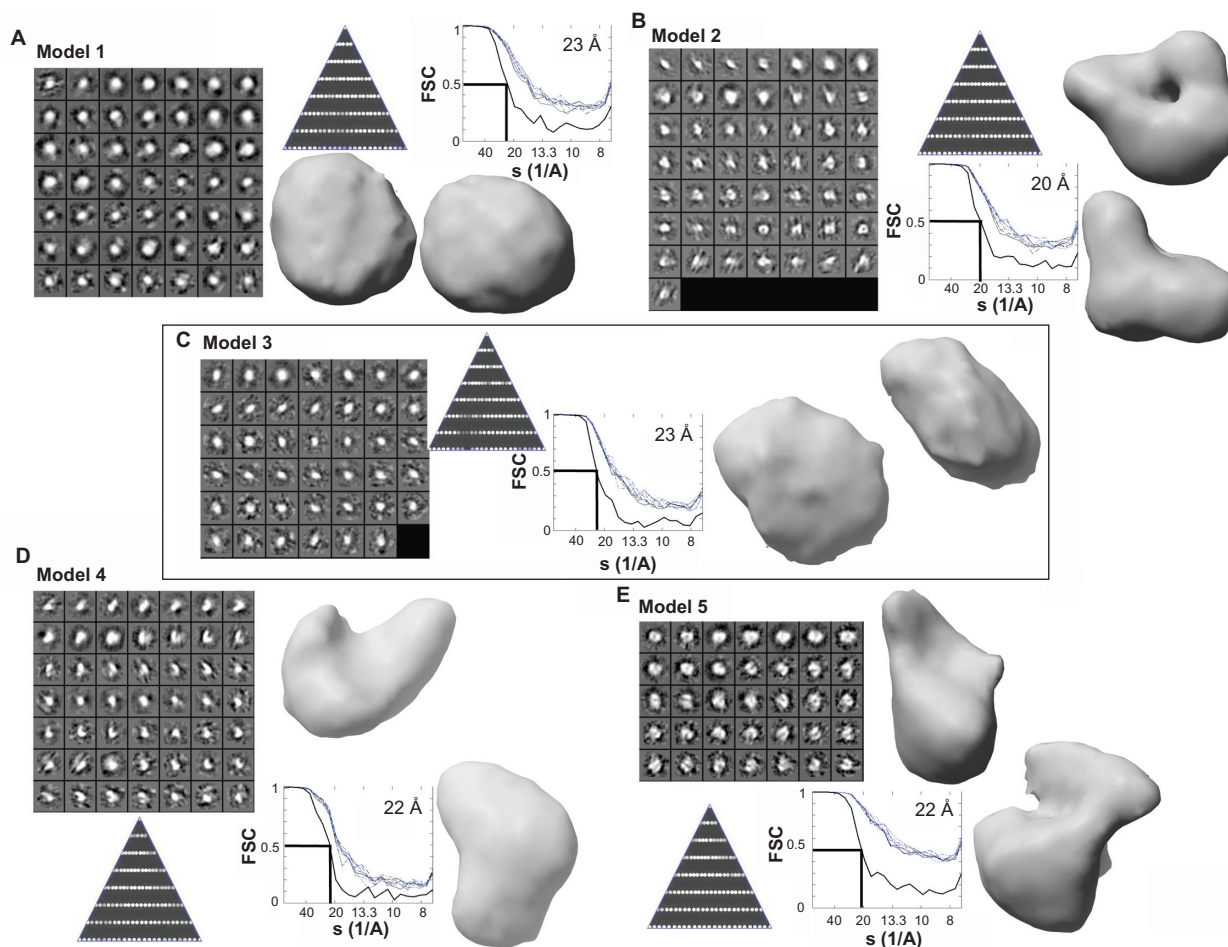 A
Model 1
FSC
1
0.5
0
23 Å
40 20 13.3 10 8
s (1/A)
B
Model 2
FSC
1
0.5
0
20 Å
40 20 13.3 10 8
s (1/A)
C
Model 3
FSC
1
0.5
0
23 Å
40 20 13.3 10 8
s (1/A)
D
Model 4
FSC
1
0.5
0
22 Å
40 20 13.3 10 8
s (1/A)
E
Model 5
FSC
1
0.5
0
22 Å
40 20 13.3 10 8
s (1/A)